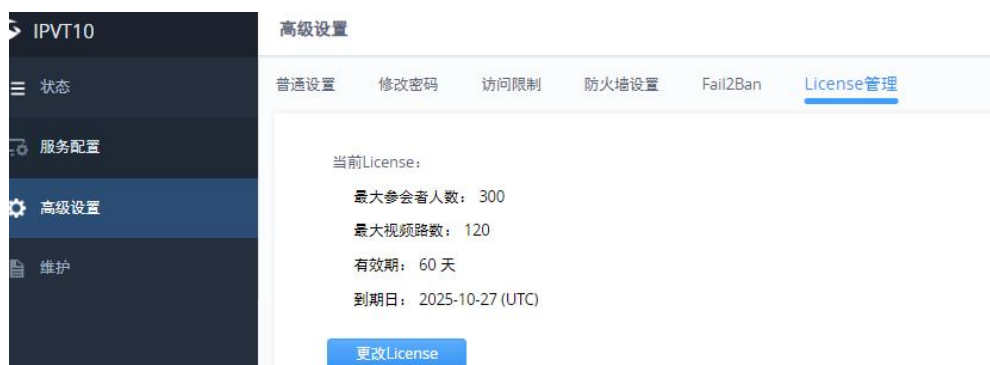 IPVT10
高级设置
状态
普通设置 修改密码 访问限制 防火墙设置 Fail2Ban License管理
服务配置
高级设置
维护
当前License：
最大参会者人数： 300
最大视频路数： 120
有效期： 60 天
到期日： 2025-10-27 (UTC)
更改License